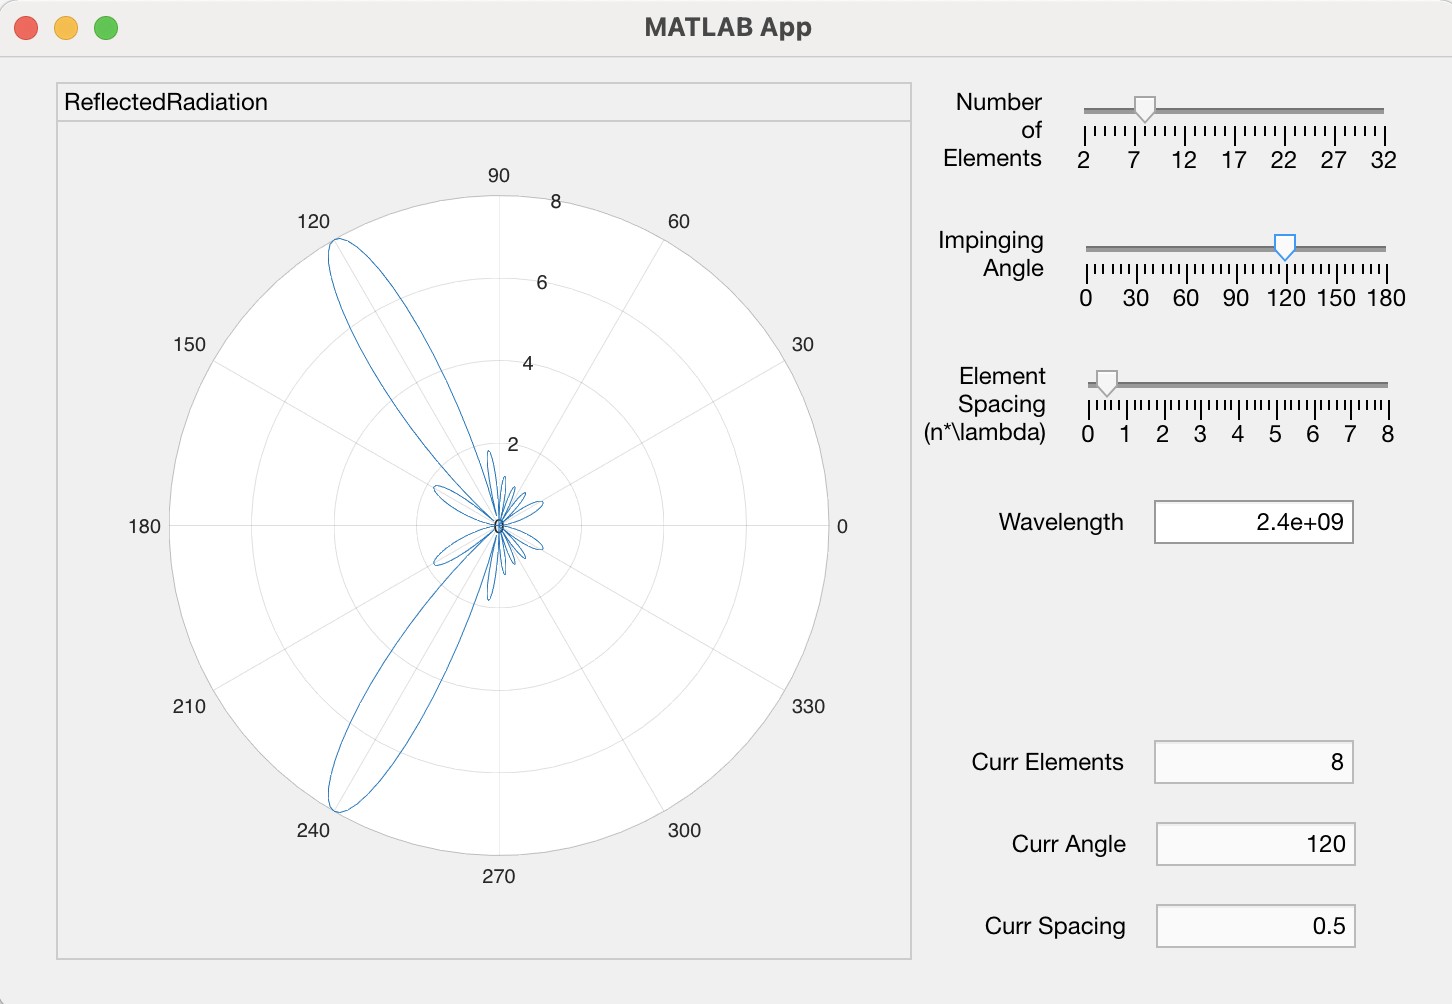 MATLAB App
ReflectedRadiation
90
8
120
60
6
150
30
4
2
180
0
0
210
330
240
300
270
Number
of
Elements
2 7 12 17 22 27 32
Impinging
Angle
0 30 60 90 120 150 180
Element
Spacing
(n*\lambda)
0 1 2 3 4 5 6 7 8
Wavelength 2.4e+09
Curr Elements 8
Curr Angle 120
Curr Spacing 0.5